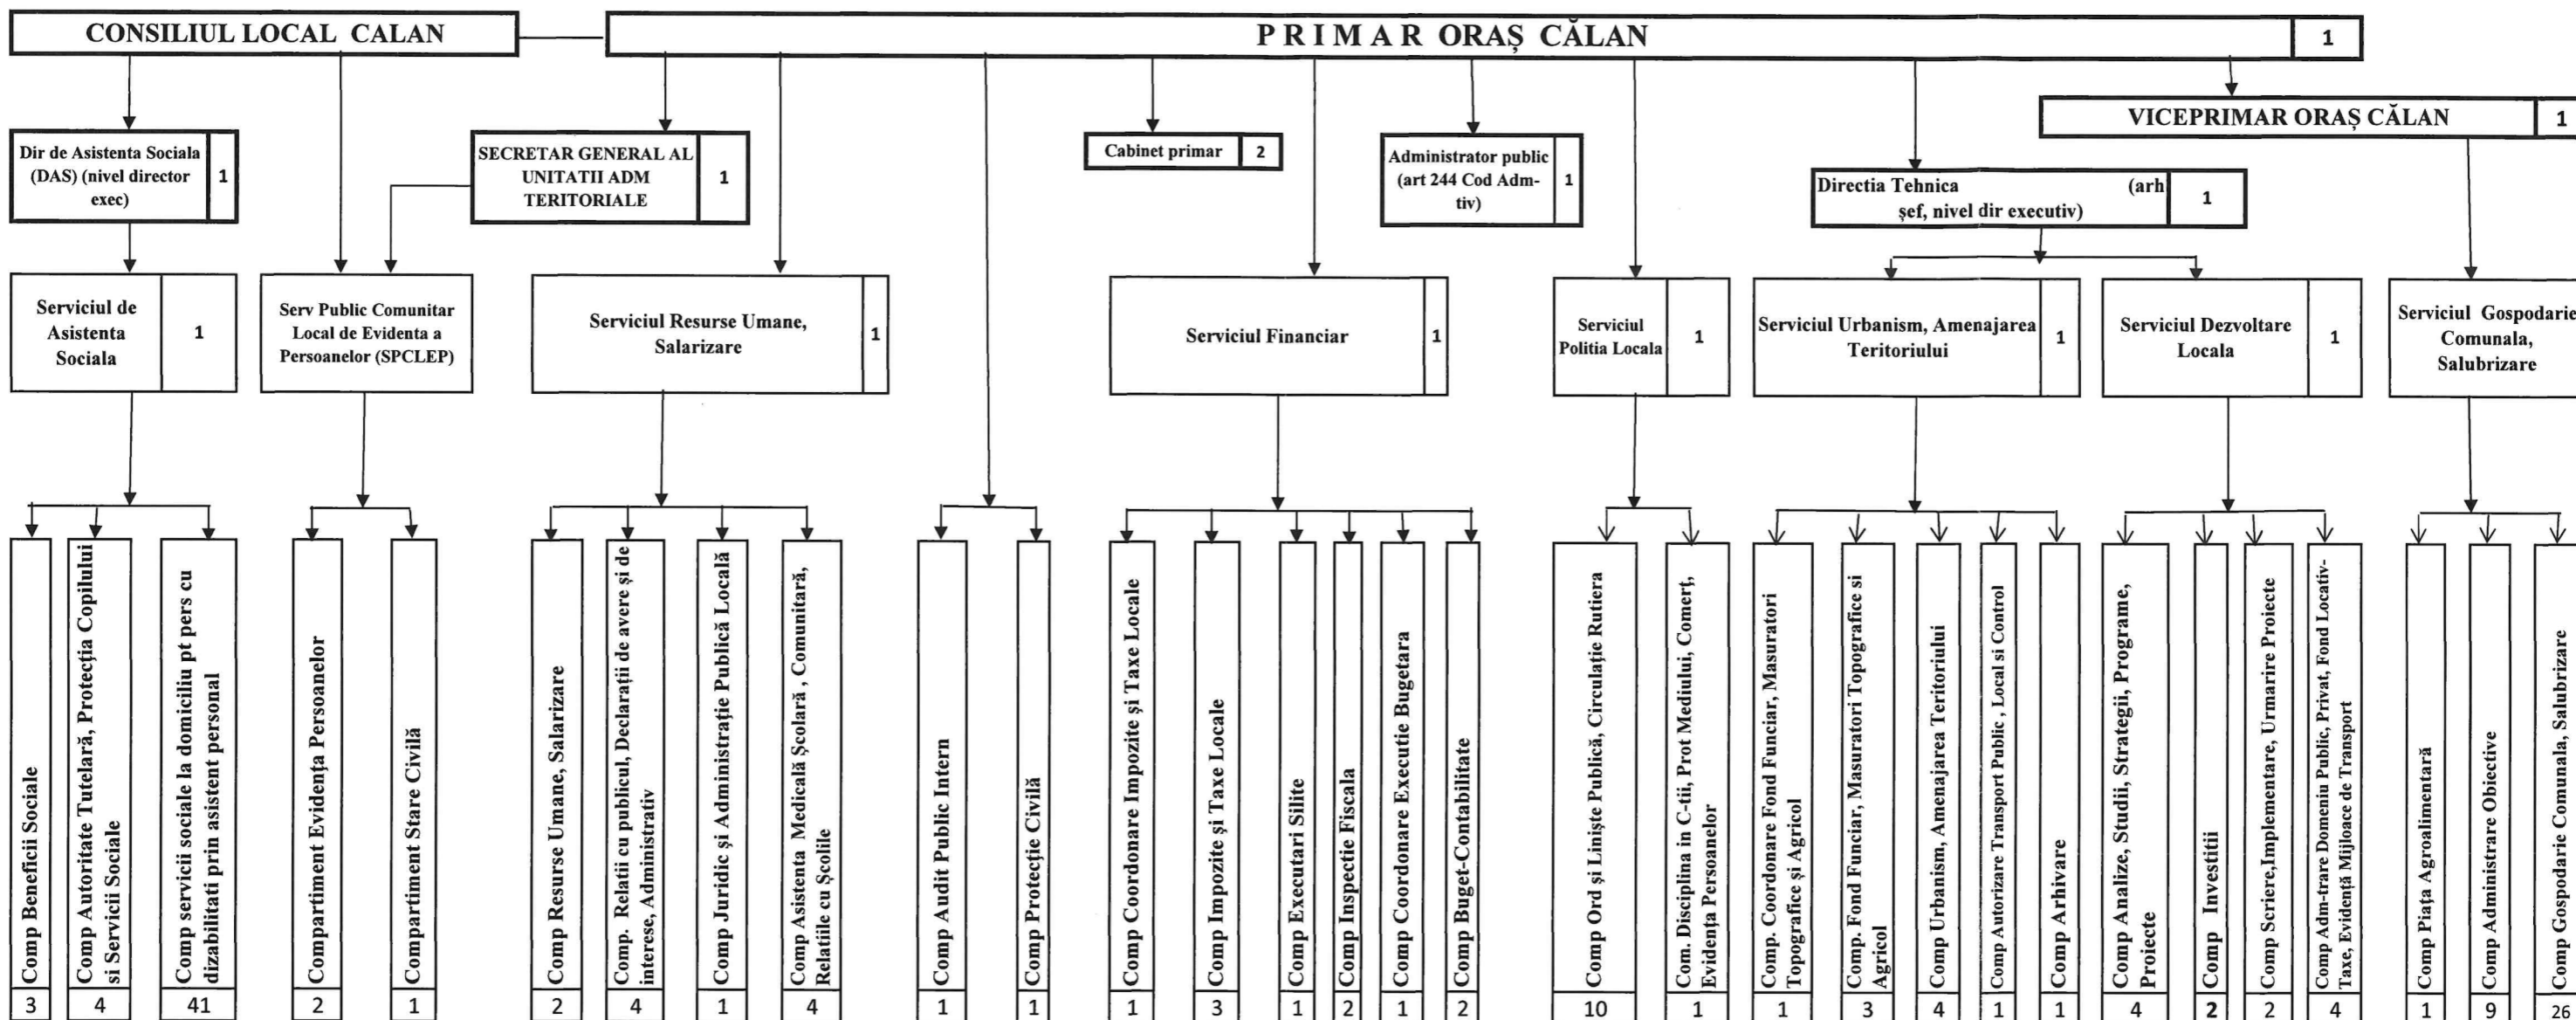 CONSILIUL LOCAL CALAN
P R I M A R ORAȘ CĂLAN
1
VICEPRIMAR ORAȘ CĂLAN
1
Dir de Asistenta Sociala
(DAS) (nivel director
exec)
1
SECRETAR GENERAL AL
UNITATII ADM
TERITORIALE
1
Cabinet primar
2
Administrator public
(art 244 Cod Adm-
tiv)
1
Directia Tehnica (arh
șef, nivel dir executiv)
1
Serviciul de
Asistenta
Sociala
1
Serv Public Comunitar
Local de Evidenta a
Persoanelor (SPCLEP)
Serviciul Resurse Umane,
Salarizare
1
Serviciul Financiar
1
Serviciul
Politia Locala
1
Serviciul Urbanism, Amenajarea
Teritoriului
1
Serviciul Dezvoltare
Locala
1
Serviciul Gospodarie
Comunala,
Salubrizare
Comp Beneficii Sociale
3
Comp Autoritate Tutelară, Protecția Copilului
si Servicii Sociale
4
Comp servicii sociale la domiciliu pt pers cu
dizabilitati prin asistent personal
41
Compartiment Evidența Persoanelor
2
Compartiment Stare Civilă
1
Comp Resurse Umane, Salarizare
2
Comp. Relatii cu publicul, Declarații de avere și de
interese, Administrativ
4
Comp Juridic și Administrație Publică Locală
1
Comp Asistenta Medicală Școlară , Comunitară,
Relatiile cu Școlile
4
Comp Audit Public Intern
1
Comp Protecție Civilă
1
Comp Coordonare Impozite și Taxe Locale
1
Comp Impozite și Taxe Locale
3
Comp Executari Silite
1
Comp Inspectie Fiscala
2
Comp Coordonare Executie Bugetara
1
Comp Buget-Contabilitate
2
Comp Ord și Liniște Publică, Circulație Rutiera
10
Com. Disciplina in C-tii, Prot Mediului, Comerț,
Evidența Persoanelor
1
Comp. Coordonare Fond Funciar, Masuratori
Topografice și Agricol
1
Comp. Fond Funciar, Masuratori Topografice si
Agricol
3
Comp Urbanism, Amenajarea Teritoriului
4
Comp Autorizare Transport Public , Local si Control
1
Comp Arhivare
1
Comp Analize, Studii, Strategii, Programe,
Proiecte
4
Comp Investitii
2
Comp Scriere,Implementare, Urmarire Proiecte
2
Comp Adm-trare Domeniu Public, Privat, Fond Locativ-
Taxe, Evidență Mijloace de Transport
4
Comp Piața Agroalimentară
1
Comp Administrare Obiective
9
Comp Gospodarie Comunala, Salubrizare
26